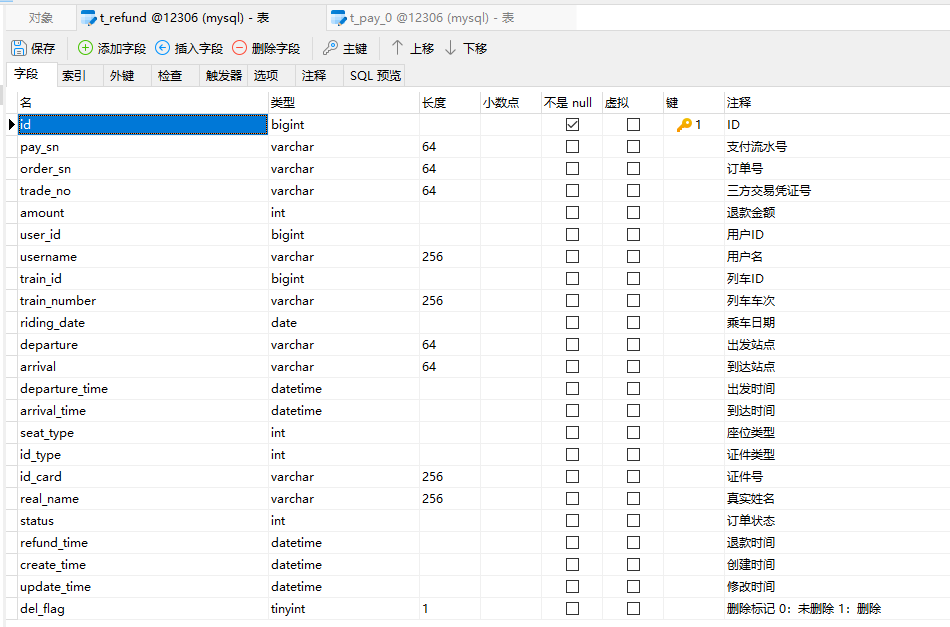 对象 t_refund @12306 (mysql) - 表 t_pay_0 @12306 (mysql) - 表
保存 添加字段 插入字段 删除字段 主键 上移 下移
字段 索引 外键 检查 触发器 选项 注释 SQL 预览
名 类型 长度 小数点 不是 null 虚拟 键 注释
id bigint 1 ID
pay_sn varchar 64 支付流水号
order_sn varchar 64 订单号
trade_no varchar 64 三方交易凭证号
amount int 退款金额
user_id bigint 用户ID
username varchar 256 用户名
train_id bigint 列车ID
train_number varchar 256 列车车次
riding_date date 乘车日期
departure varchar 64 出发站点
arrival varchar 64 到达站点
departure_time datetime 出发时间
arrival_time datetime 到达时间
seat_type int 座位类型
id_type int 证件类型
id_card varchar 256 证件号
real_name varchar 256 真实姓名
status int 订单状态
refund_time datetime 退款时间
create_time datetime 创建时间
update_time datetime 修改时间
del_flag tinyint 1 删除标记 0：未删除 1：删除